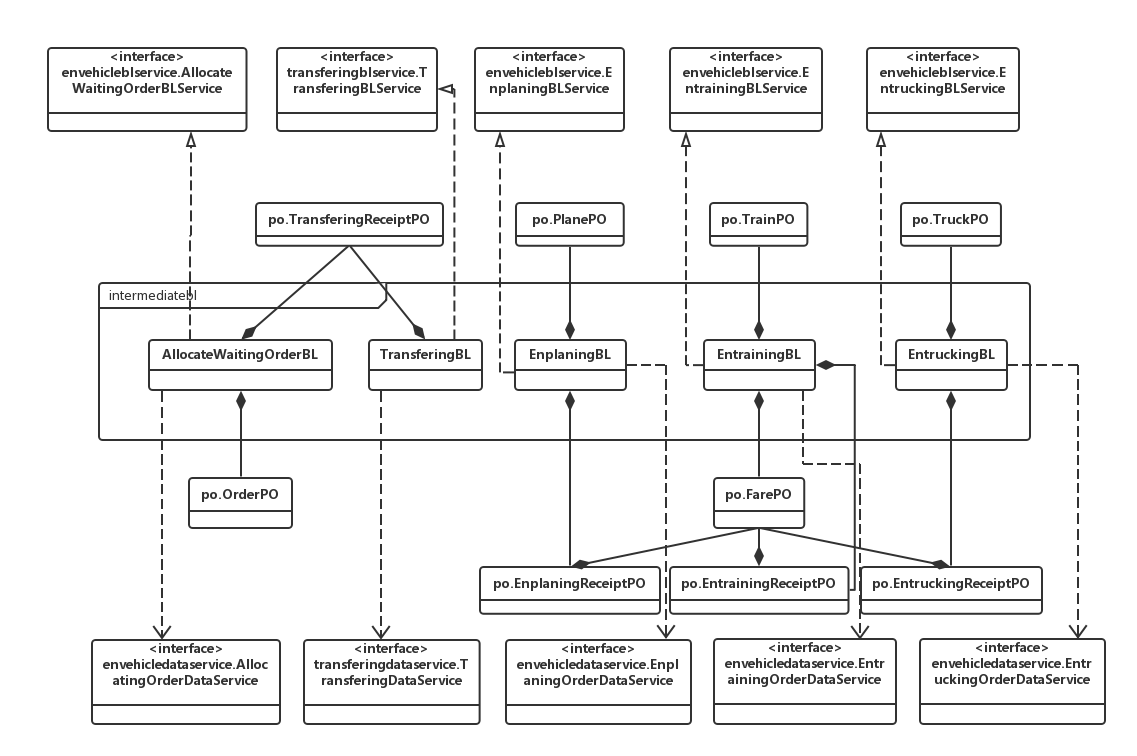 <interface>
envehicleblservice.Allocate
WaitingOrderBLService
<interface>
transferingblservice.T
ransferingBLService
<interface>
envehicleblservice.E
nplaningBLService
<interface>
envehicleblservice.E
ntrainingBLService
<interface>
envehicleblservice.E
ntruckingBLService
po.TransferingReceiptPO
po.PlanePO
po.TrainPO
po.TruckPO
intermediatebl
AllocateWaitingOrderBL
TransferingBL
EnplaningBL
EntrainingBL
EntruckingBL
po.OrderPO
po.FarePO
po.EnplaningReceiptPO
po.EntrainingReceiptPO
po.EntruckingReceiptPO
<interface>
envehicledataservice.Alloc
atingOrderDataService
<interface>
transferingdataservice.T
ransferingDataService
<interface>
envehicledataservice.Enpl
aningOrderDataService
<interface>
envehicledataservice.Entr
ainingOrderDataService
<interface>
envehicledataservice.Entr
uckingOrderDataService